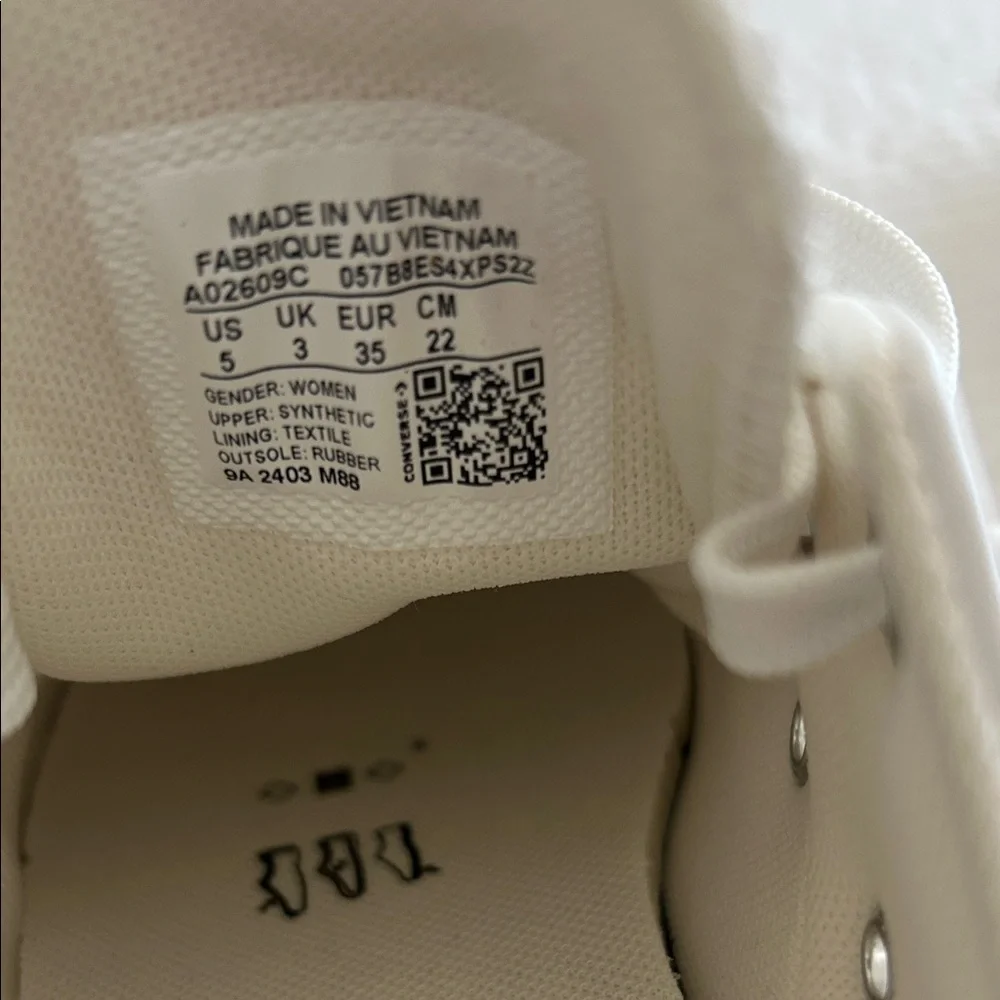 MADE IN VIETNAM
FABRIQUE AU VIETNAM
A02609C 057B8ES4XPS22
US UK EUR CM
5 3 35 22
GENDER: WOMEN
UPPER: SYNTHETIC
LINING: TEXTILE
OUTSOLE: RUBBER
9A 2403 M88
CONVERSE